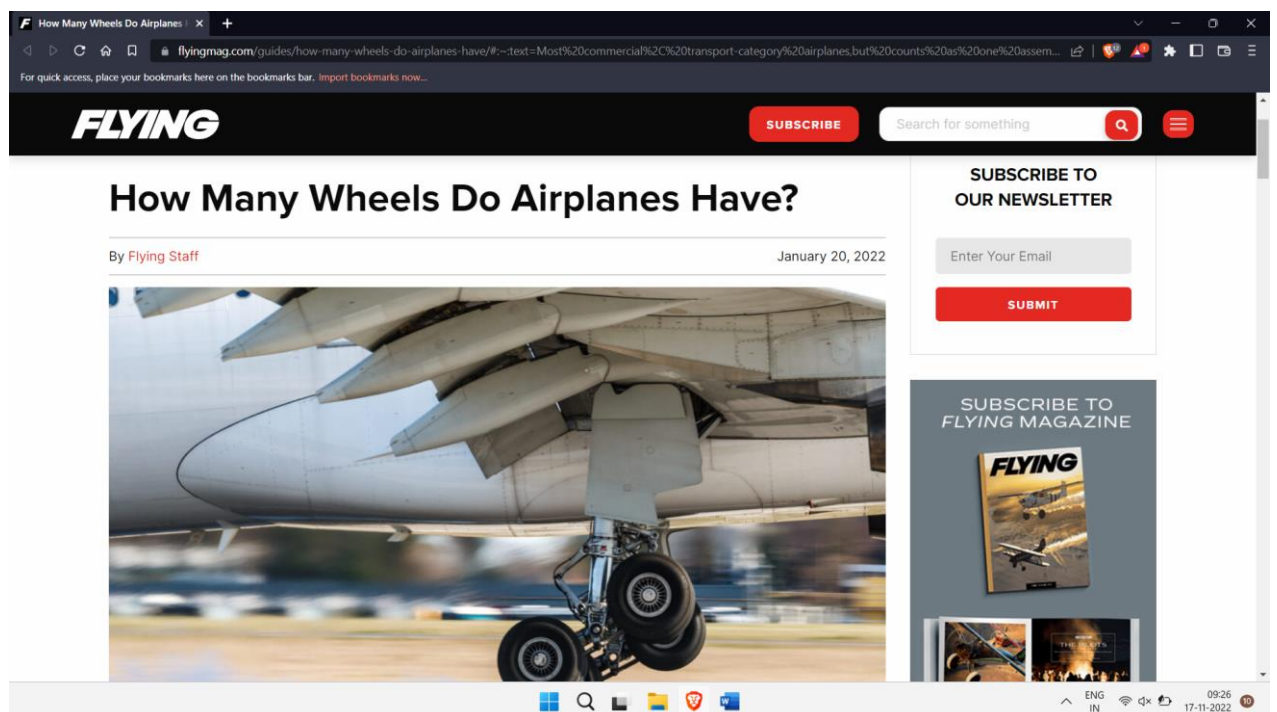 How Many Wheels Do Airplanes
flyingmag.com/guides/how-many-wheels-do-airplanes-have/#:~:text=Most%20commercial%2C%20transport-category%20airplanes,but%20counts%20as%20one%20assem...
For quick access, place your bookmarks here on the bookmarks bar. Import bookmarks now...
FLYING
SUBSCRIBE
Search for something
How Many Wheels Do Airplanes Have?
By Flying Staff
January 20, 2022
SUBSCRIBE TO
OUR NEWSLETTER
Enter Your Email
SUBMIT
SUBSCRIBE TO
FLYING MAGAZINE
FLYING
ENG
IN
09:26
17-11-2022
10